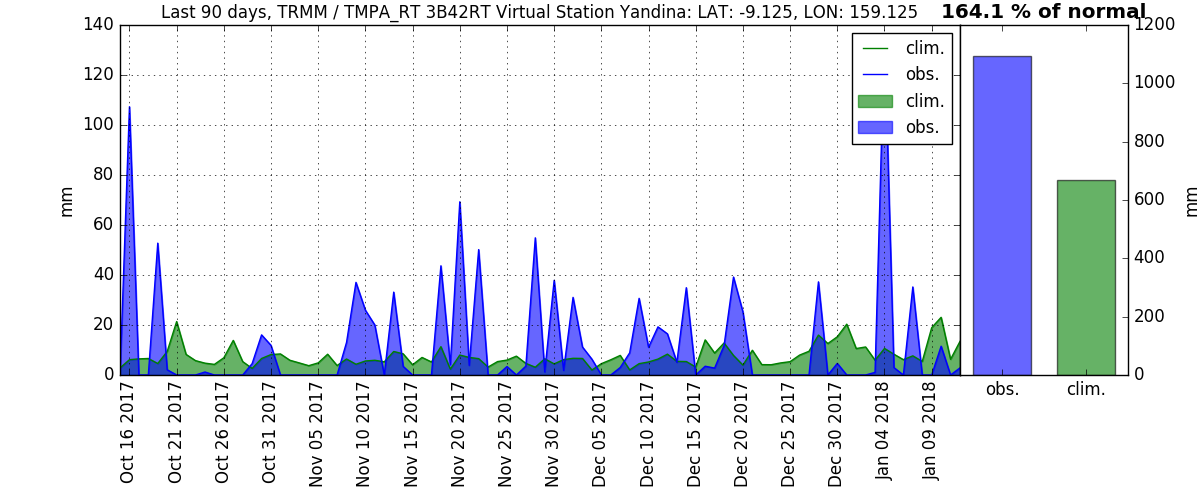 Last 90 days, TRMM / TMPA_RT 3B42RT Virtual Station Yandina: LAT: -9.125, LON: 159.125
164.1 % of normal
140
120
100
80
60
40
20
0
mm
clim.
obs.
clim.
obs.
Oct 16 2017
Oct 21 2017
Oct 26 2017
Oct 31 2017
Nov 05 2017
Nov 10 2017
Nov 15 2017
Nov 20 2017
Nov 25 2017
Nov 30 2017
Dec 05 2017
Dec 10 2017
Dec 15 2017
Dec 20 2017
Dec 25 2017
Dec 30 2017
Jan 04 2018
Jan 09 2018
1200
1000
800
600
400
200
0
mm
obs.
clim.